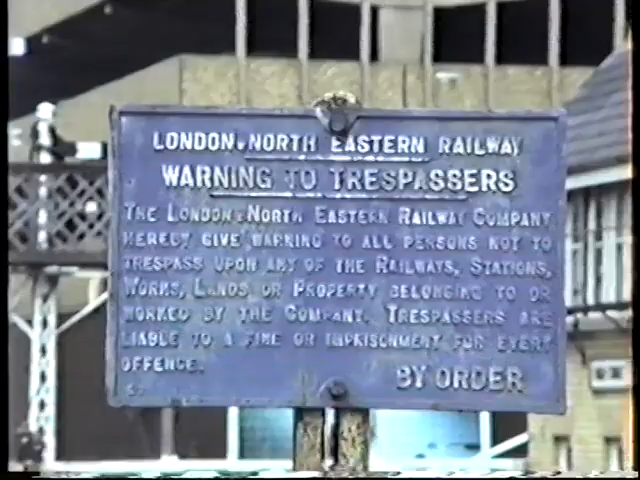 LONDON & NORTH EASTERN RAILWAY
WARNING TO TRESPASSERS
THE LONDON & NORTH EASTERN RAILWAY COMPANY
HEREBY GIVE WARNING TO ALL PERSONS NOT TO
TRESPASS UPON ANY OF THE RAILWAYS, STATIONS,
WORKS, LANDS OR PROPERTY BELONGING TO OR
WORKED BY THE COMPANY. TRESPASSERS ARE
LIABLE TO A FINE OR IMPRISONMENT FOR EVERY
OFFENCE.
BY ORDER